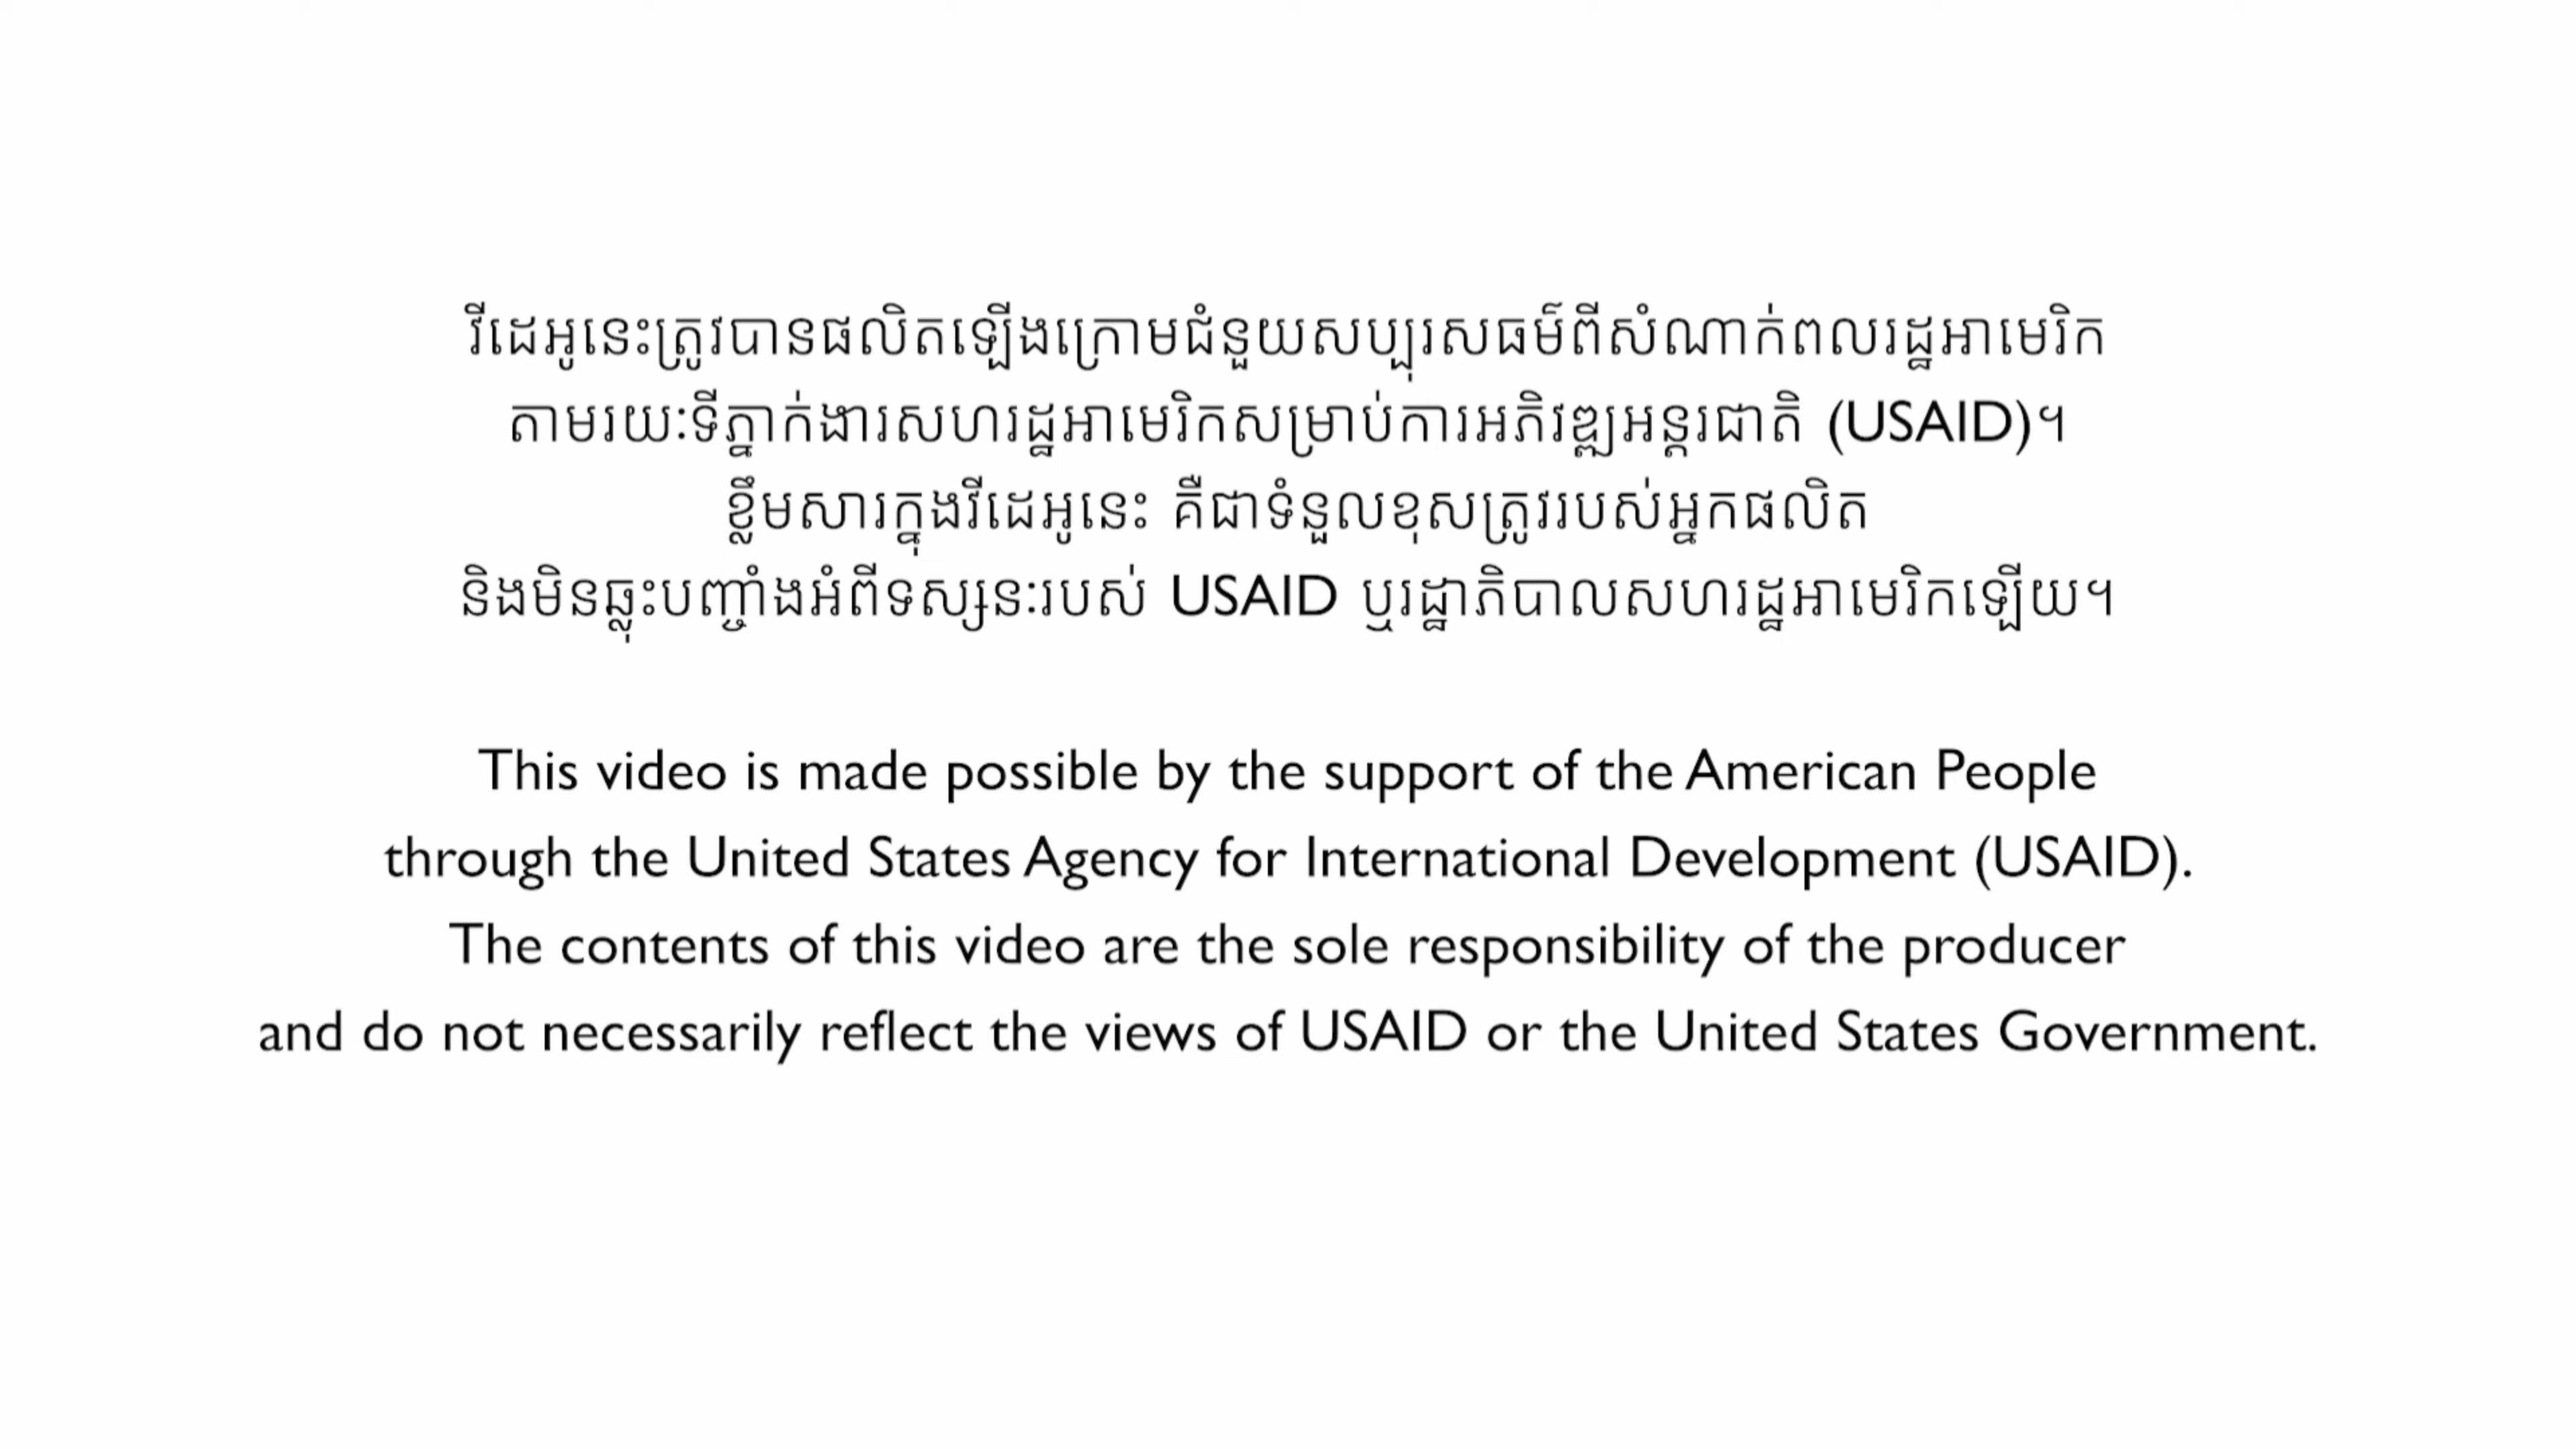 វីដេអូនេះត្រូវបានផលិតឡើងក្រោមជំនួយសប្បុរសធម៌ពីសំណាក់ពលរដ្ឋអាមេរិក
តាមរយៈទីភ្នាក់ងារសហរដ្ឋអាមេរិកសម្រាប់ការអភិវឌ្ឍអន្តរជាតិ (USAID)។
ខ្លឹមសារក្នុងវីដេអូនេះ គឺជាទំនួលខុសត្រូវរបស់អ្នកផលិត
និងមិនឆ្លុះបញ្ចាំងអំពីទស្សនៈរបស់ USAID ឬរដ្ឋាភិបាលសហរដ្ឋអាមេរិកឡើយ។
This video is made possible by the support of the American People
through the United States Agency for International Development (USAID).
The contents of this video are the sole responsibility of the producer
and do not necessarily reflect the views of USAID or the United States Government.